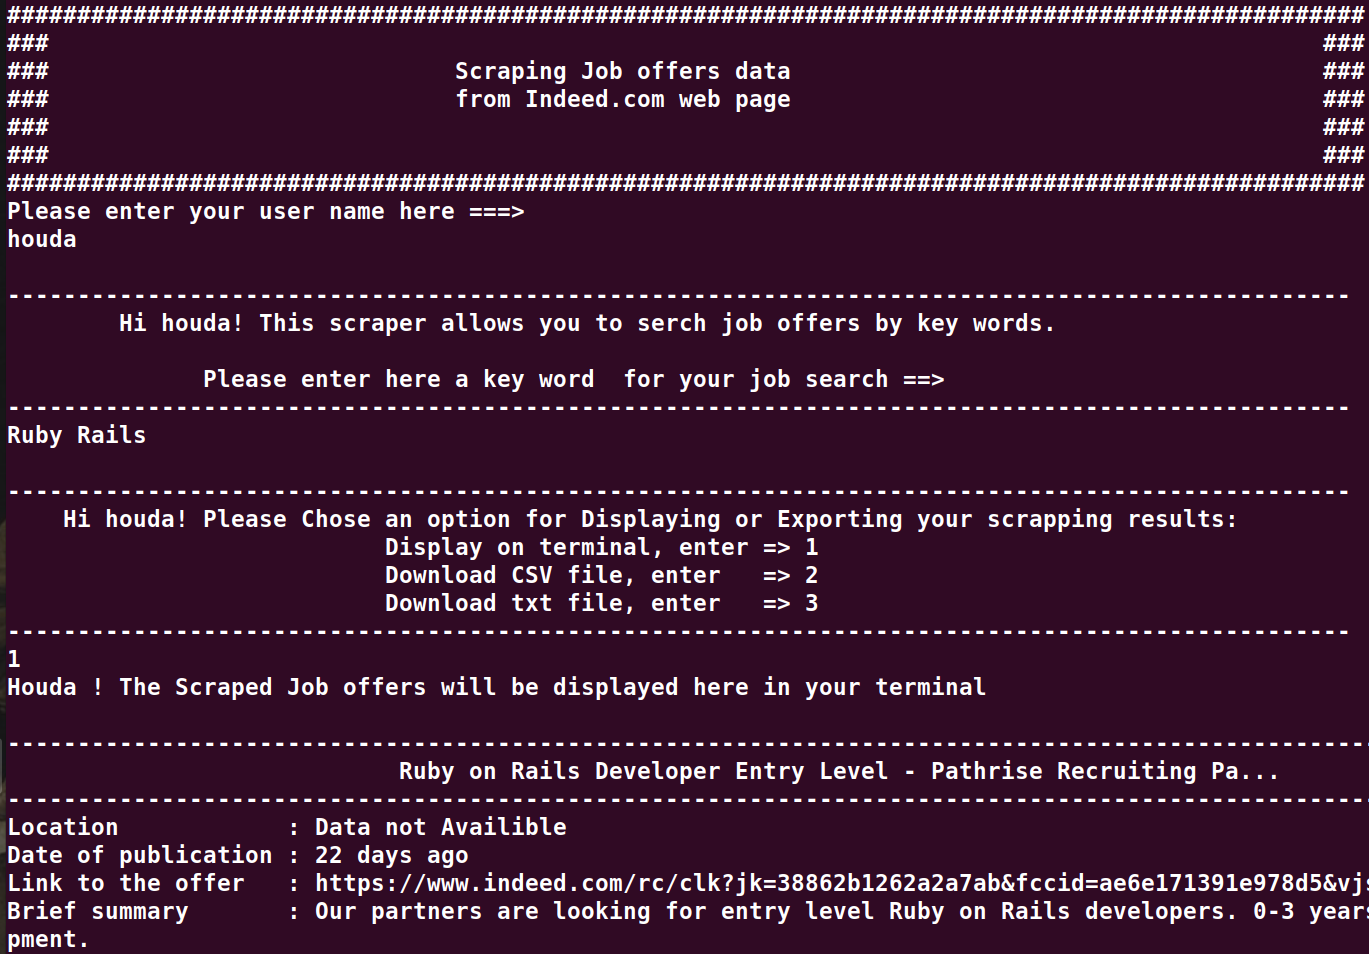 #################################################################################################
###                                                                                           ###
###                             Scraping Job offers data                                      ###
###                             from Indeed.com web page                                      ###
###                                                                                           ###
###                                                                                           ###
#################################################################################################
Please enter your user name here ===>
houda
------------------------------------------------------------------------------------------------
Hi houda! This scraper allows you to serch job offers by key words.
Please enter here a key word  for your job search ==>
------------------------------------------------------------------------------------------------
Ruby Rails
------------------------------------------------------------------------------------------------
Hi houda! Please Chose an option for Displaying or Exporting your scrapping results:
Display on terminal, enter => 1
Download CSV file, enter   => 2
Download txt file, enter   => 3
------------------------------------------------------------------------------------------------
1
Houda ! The Scraped Job offers will be displayed here in your terminal
-------------------------------------------------------------------------------------------------
Ruby on Rails Developer Entry Level - Pathrise Recruiting Pa...
-------------------------------------------------------------------------------------------------
Location            : Data not Availible
Date of publication : 22 days ago
Link to the offer   : https://www.indeed.com/rc/clk?jk=38862b1262a2a7ab&fccid=ae6e171391e978d5&vjs
Brief summary       : Our partners are looking for entry level Ruby on Rails developers. 0-3 years
pment.